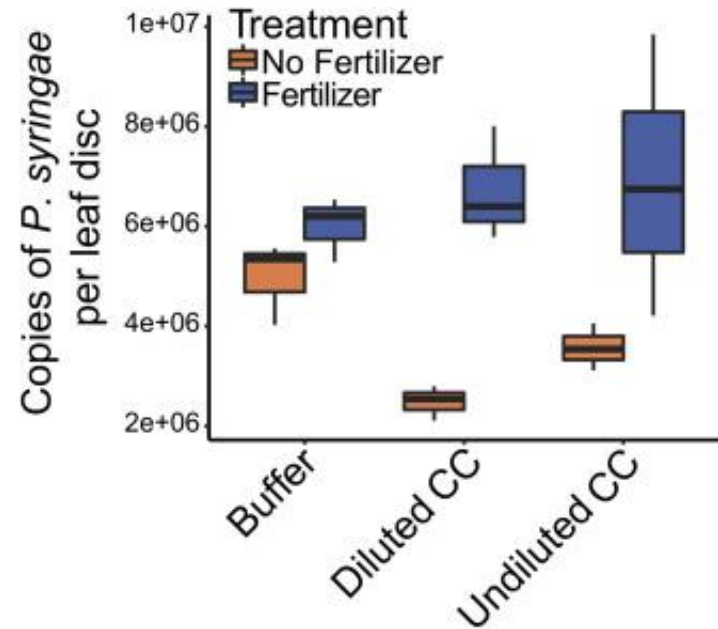 Copies of P. syringae
per leaf disc
1e+07
8e+06
6e+06
4e+06
2e+06
Treatment
No Fertilizer
Fertilizer
Buffer
Diluted CC
Undiluted CC